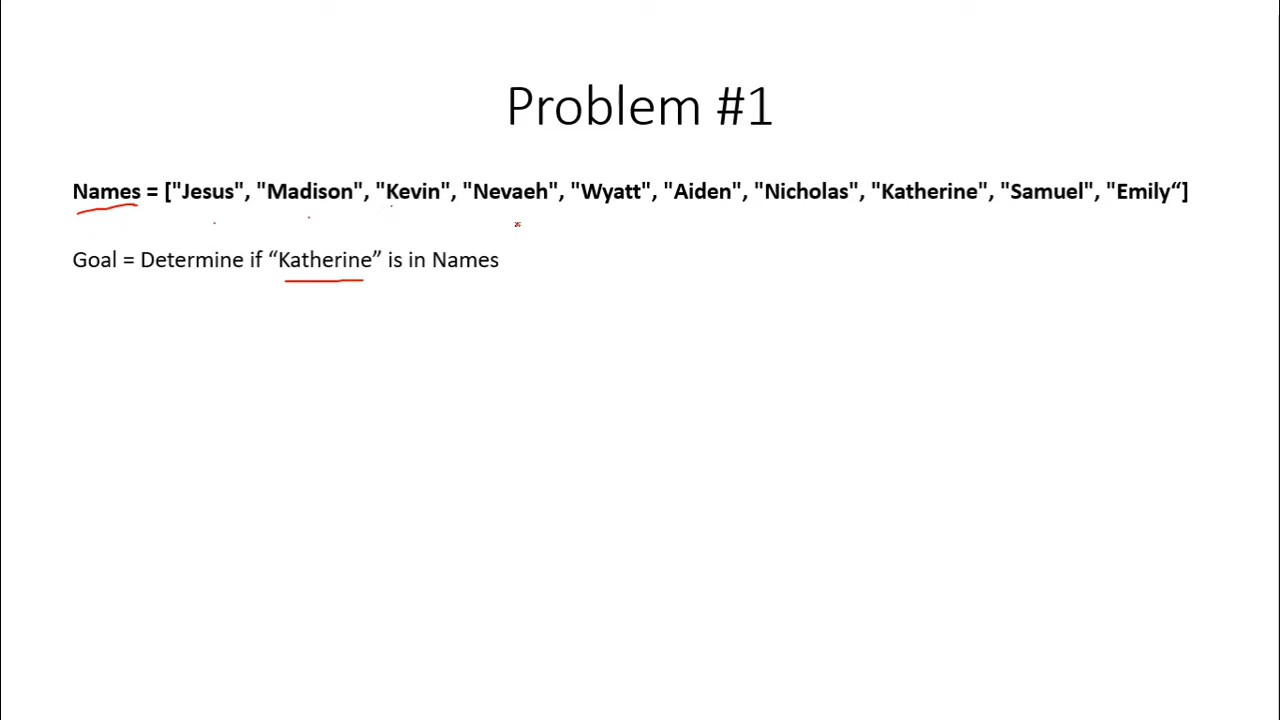 Problem #1
Names = ["Jesus", "Madison", "Kevin", "Nevaeh", "Wyatt", "Aiden", "Nicholas", "Katherine", "Samuel", "Emily“]
Goal = Determine if “Katherine” is in Names